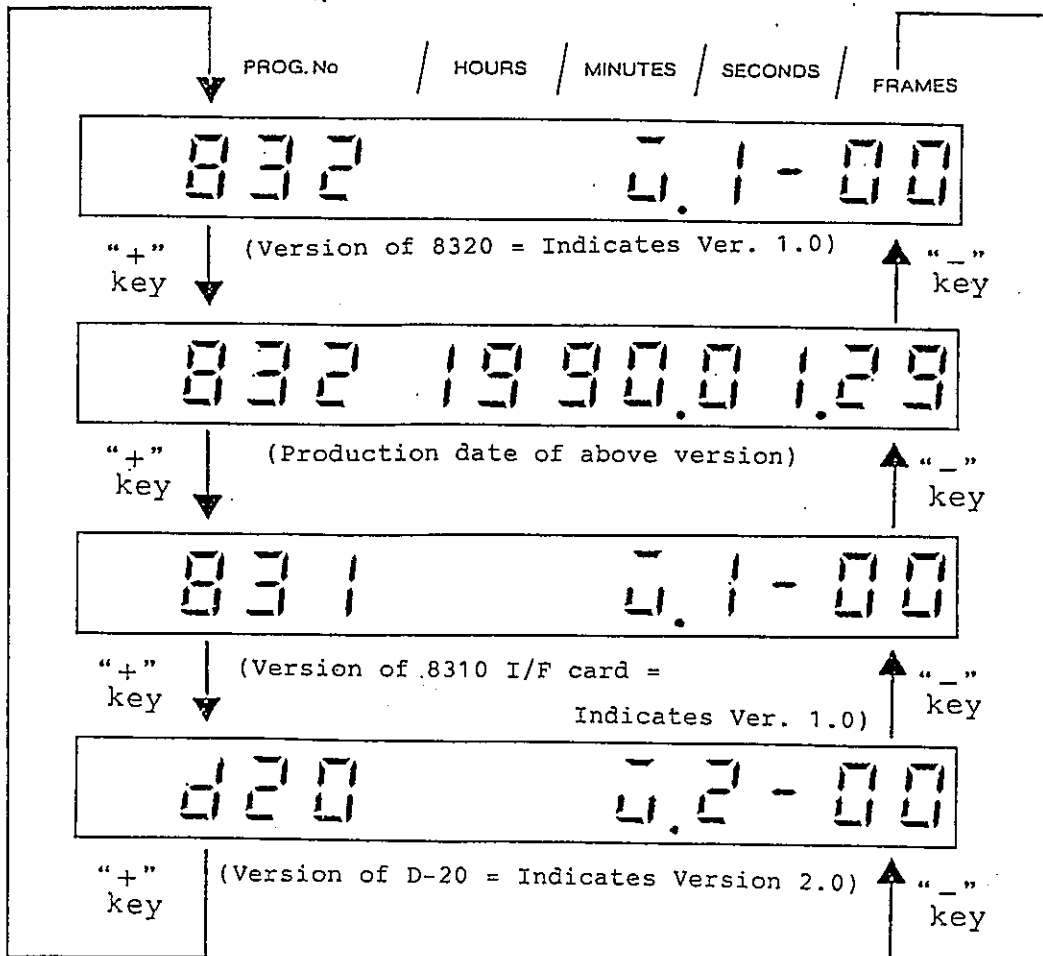 PROG. No / HOURS / MINUTES / SECONDS / FRAMES
832 ū. 1 - 00
"+" key (Version of 8320 = Indicates Ver. 1.0) "–" key
832 19 90.01.29
"+" key (Production date of above version) "–" key
831 ū. 1 - 00
"+" key (Version of 8310 I/F card =
Indicates Ver. 1.0) "–" key
d20 ū. 2 - 00
"+" key (Version of D-20 = Indicates Version 2.0) "–" key